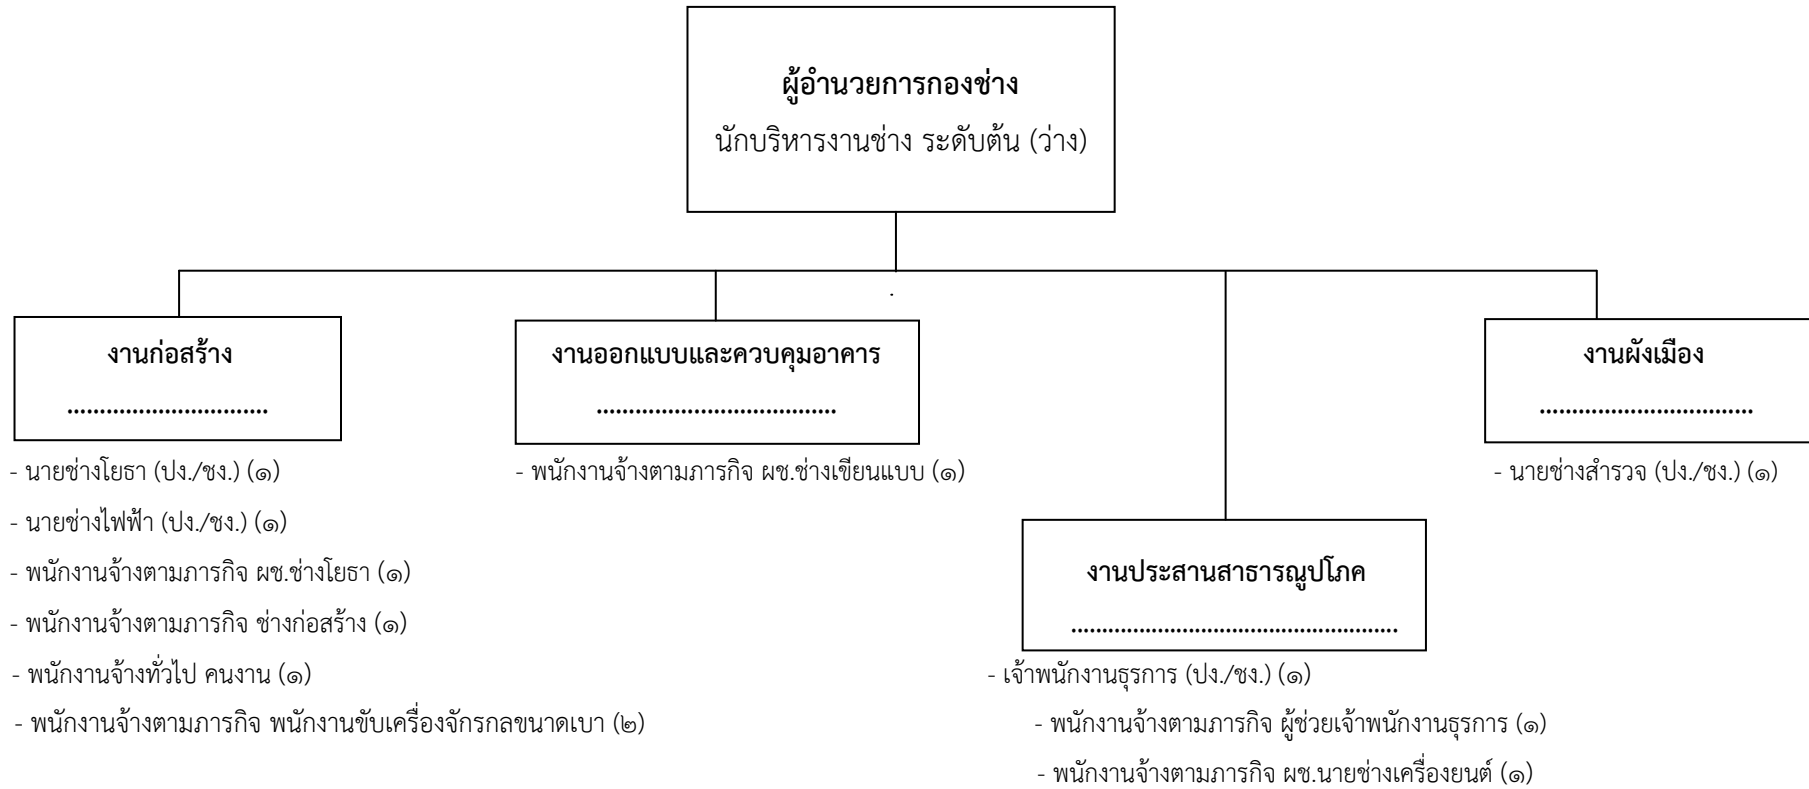 ผู้อำนวยการกองช่าง
นักบริหารงานช่าง ระดับต้น (ว่าง)
งานก่อสร้าง
...............................
- นายช่างโยธา (ปง./ชง.) (๑)
- นายช่างไฟฟ้า (ปง./ชง.) (๑)
- พนักงานจ้างตามภารกิจ ผช.ช่างโยธา (๑)
- พนักงานจ้างตามภารกิจ ช่างก่อสร้าง (๑)
- พนักงานจ้างทั่วไป คนงาน (๑)
- พนักงานจ้างตามภารกิจ พนักงานขับเครื่องจักรกลขนาดเบา (๒)
งานออกแบบและควบคุมอาคาร
.....................................
- พนักงานจ้างตามภารกิจ ผช.ช่างเขียนแบบ (๑)
งานประสานสาธารณูปโภค
...................................................
- เจ้าพนักงานธุรการ (ปง./ชง.) (๑)
- พนักงานจ้างตามภารกิจ ผู้ช่วยเจ้าพนักงานธุรการ (๑)
- พนักงานจ้างตามภารกิจ ผช.นายช่างเครื่องยนต์ (๑)
งานผังเมือง
.................................
- นายช่างสำรวจ (ปง./ชง.) (๑)